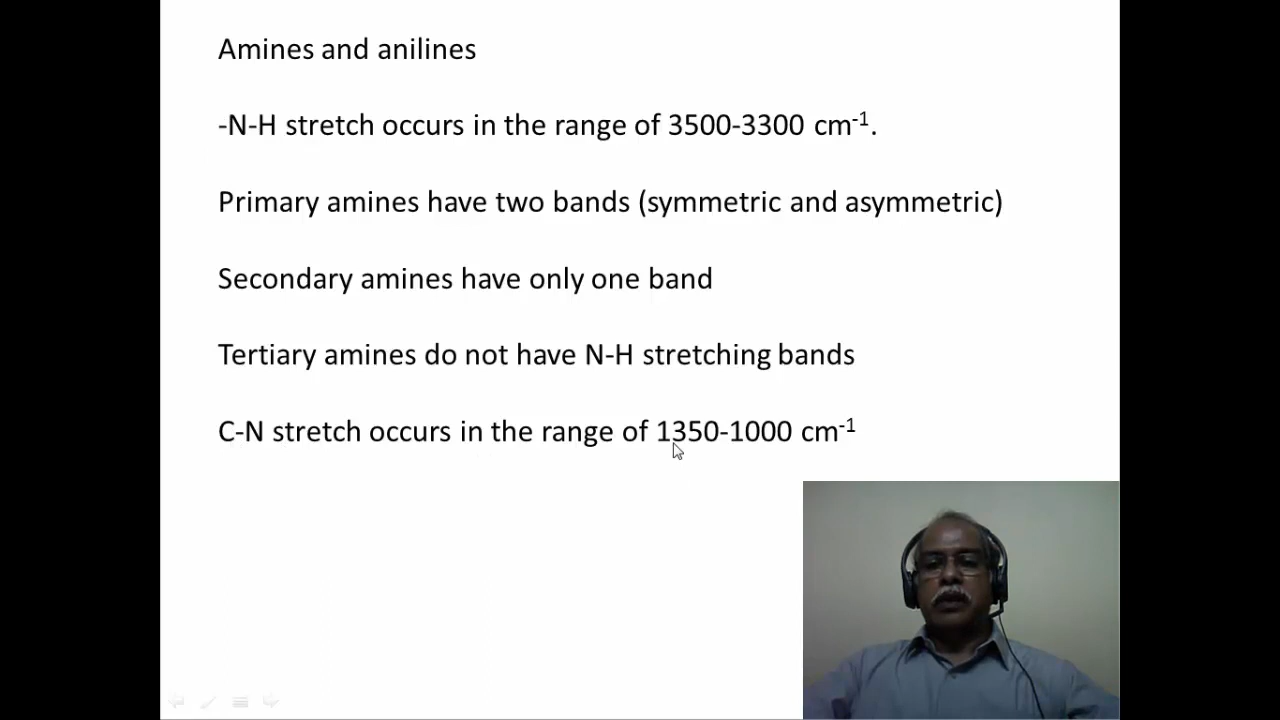 Amines and anilines
-N-H stretch occurs in the range of 3500-3300 cm⁻¹.
Primary amines have two bands (symmetric and asymmetric)
Secondary amines have only one band
Tertiary amines do not have N-H stretching bands
C-N stretch occurs in the range of 1350-1000 cm⁻¹